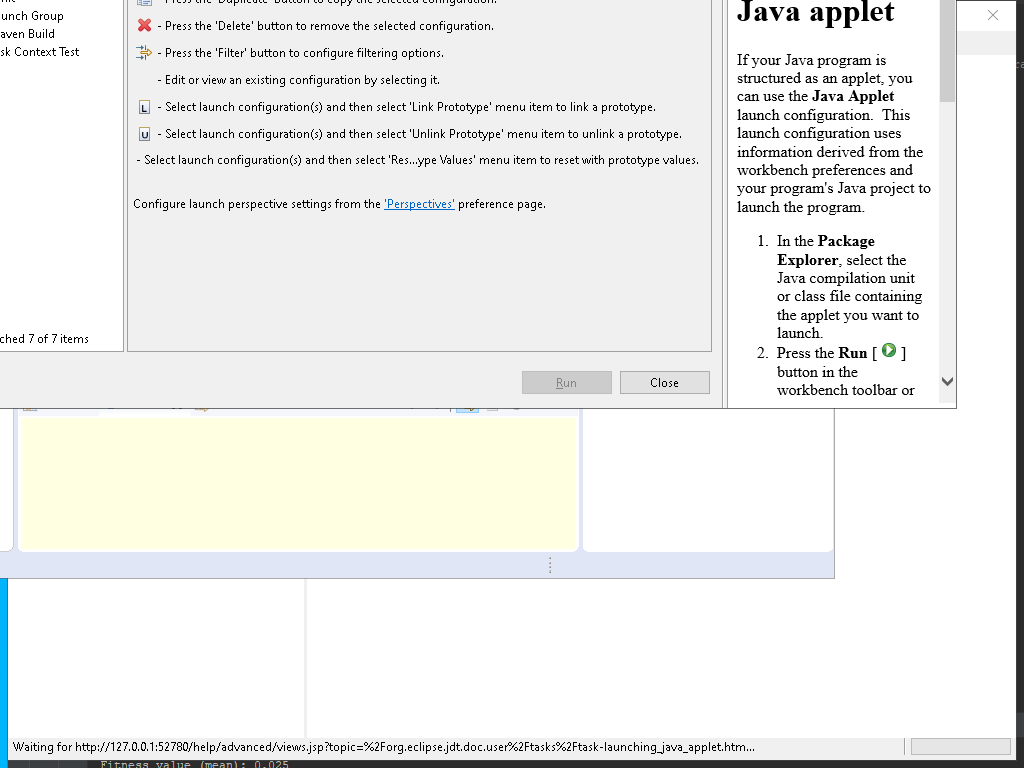 unch Group
aven Build
sk Context Test
ched 7 of 7 items
Press the 'Duplicate' button to copy the selected configuration.
- Press the 'Delete' button to remove the selected configuration.
- Press the 'Filter' button to configure filtering options.
- Edit or view an existing configuration by selecting it.
L - Select launch configuration(s) and then select 'Link Prototype' menu item to link a prototype.
U - Select launch configuration(s) and then select 'Unlink Prototype' menu item to unlink a prototype.
- Select launch configuration(s) and then select 'Res...ype Values' menu item to reset with prototype values.
Configure launch perspective settings from the 'Perspectives' preference page.
Run
Close
Java applet
If your Java program is
structured as an applet, you
can use the Java Applet
launch configuration. This
launch configuration uses
information derived from the
workbench preferences and
your program's Java project to
launch the program.
1. In the Package
Explorer, select the
Java compilation unit
or class file containing
the applet you want to
launch.
2. Press the Run [ ]
button in the
workbench toolbar or
Waiting for http://127.0.0.1:52780/help/advanced/views.jsp?topic=%2Forg.eclipse.jdt.doc.user%2Ftasks%2Ftask-launching_java_applet.htm...
Fitness value (mean): 0.025